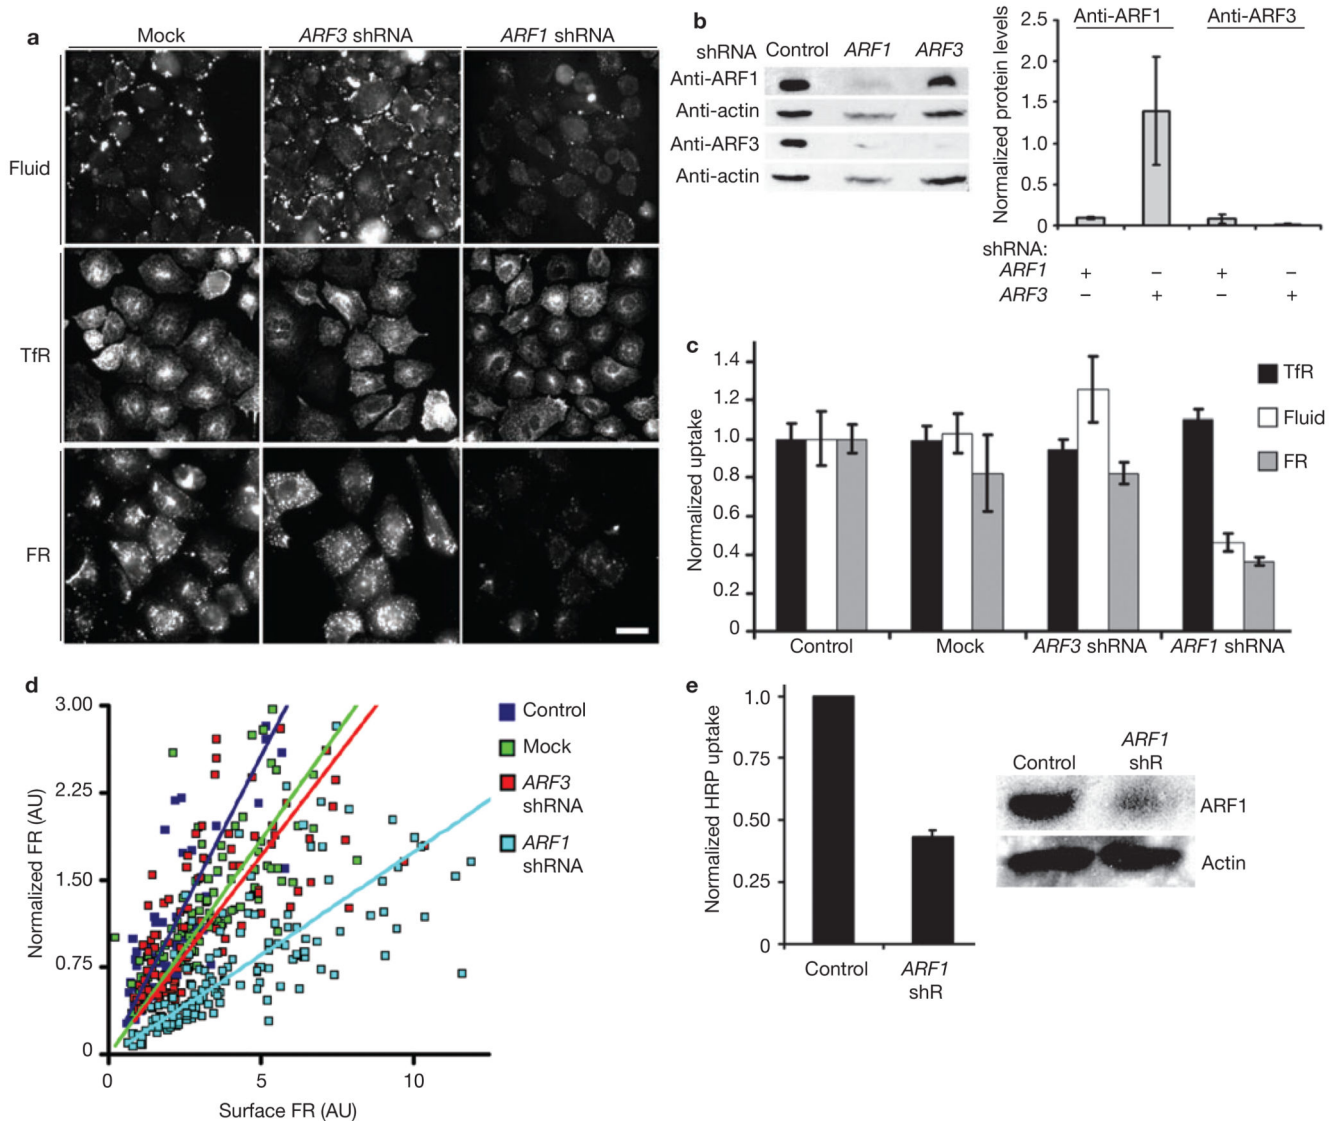 a
Mock
ARF3 shRNA
ARF1 shRNA
Fluid
TfR
FR
b
shRNA
Control
ARF1
ARF3
Anti-ARF1
Anti-actin
Anti-ARF3
Anti-actin
Normalized protein levels
2.5
2.0
1.5
1.0
0.5
0
Anti-ARF1
Anti-ARF3
shRNA:
ARF1 + – + –
ARF3 – + – +
c
Normalized uptake
1.4
1.2
1.0
0.8
0.6
0.4
0.2
0
Control
Mock
ARF3 shRNA
ARF1 shRNA
TfR
Fluid
FR
d
Normalized FR (AU)
3.00
2.25
1.50
0.75
0
0
5
10
Surface FR (AU)
Control
Mock
ARF3
shRNA
ARF1
shRNA
e
Normalized HRP uptake
1.0
0.75
0.50
0.25
0
Control
ARF1
shR
Control
ARF1
shR
ARF1
Actin